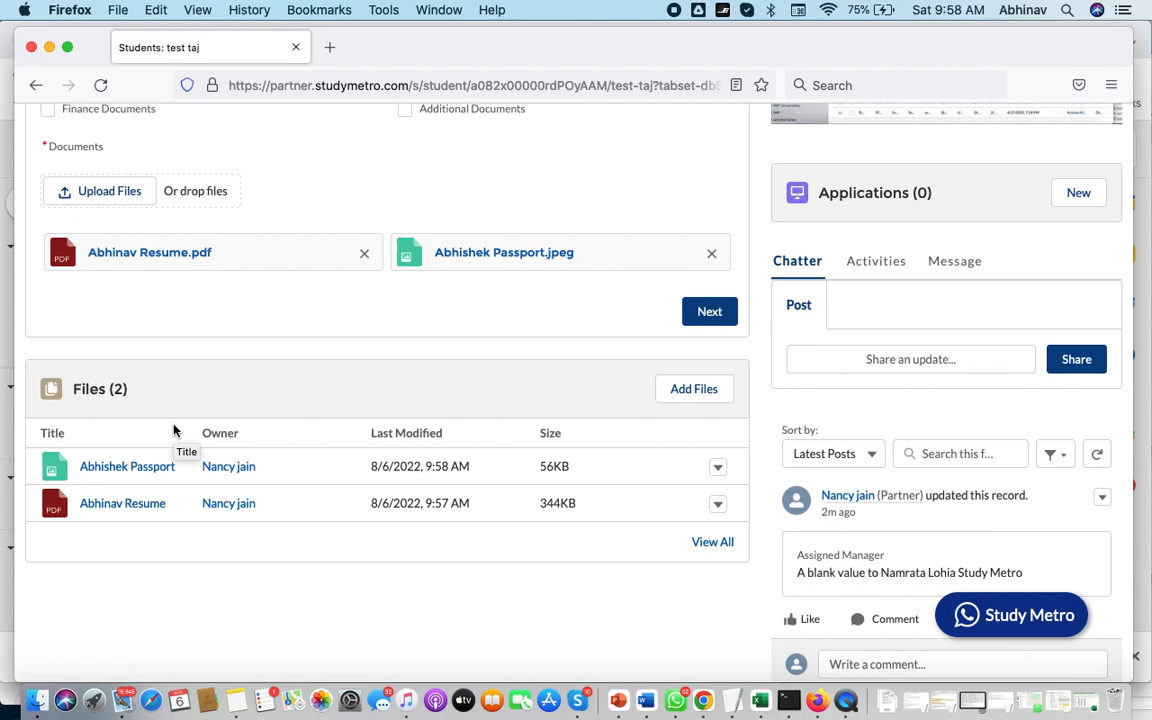 Firefox File Edit View History Bookmarks Tools Window Help 75% Sat 9:58 AM Abhinav
Students: test taj
https://partner.studymetro.com/s/student/a082x00000rdPOyAAM/test-taj?tabset-db5
Search
Finance Documents
Additional Documents
*Documents
Upload Files
Or drop files
Abhinav Resume.pdf
Abhishek Passport.jpeg
Next
Files (2)
Add Files
Title Owner Last Modified Size
Title
Abhishek Passport Nancy jain 8/6/2022, 9:58 AM 56KB
Abhinav Resume Nancy jain 8/6/2022, 9:57 AM 344KB
View All
Applications (0)
New
Chatter Activities Message
Post
Share an update...
Share
Sort by:
Latest Posts
Search this f...
Nancy jain (Partner) updated this record.
2m ago
Assigned Manager
A blank value to Namrata Lohia Study Metro
Like Comment
Study Metro
Write a comment...